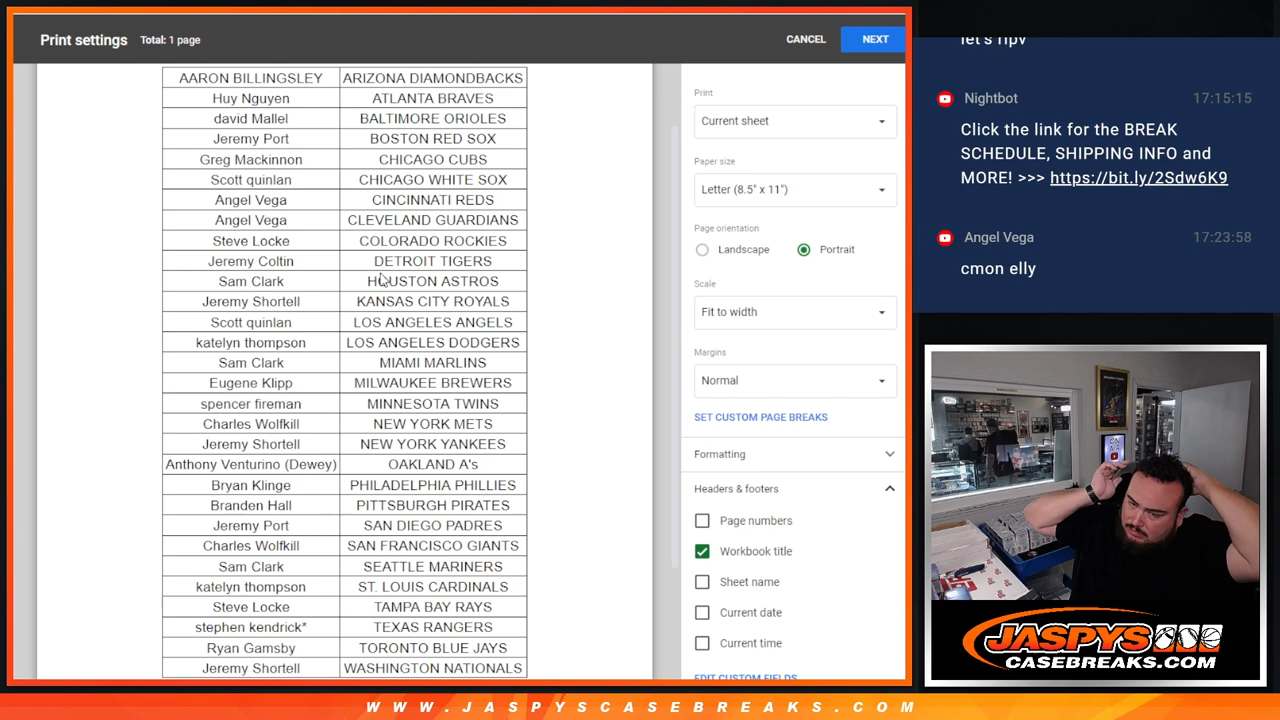 Print settings Total: 1 page CANCEL NEXT
AARON BILLINGSLEY ARIZONA DIAMONDBACKS
Huy Nguyen ATLANTA BRAVES
david Mallel BALTIMORE ORIOLES
Jeremy Port BOSTON RED SOX
Greg Mackinnon CHICAGO CUBS
Scott quinlan CHICAGO WHITE SOX
Angel Vega CINCINNATI REDS
Angel Vega CLEVELAND GUARDIANS
Steve Locke COLORADO ROCKIES
Jeremy Coltin DETROIT TIGERS
Sam Clark HOUSTON ASTROS
Jeremy Shortell KANSAS CITY ROYALS
Scott quinlan LOS ANGELES ANGELS
katelyn thompson LOS ANGELES DODGERS
Sam Clark MIAMI MARLINS
Eugene Klipp MILWAUKEE BREWERS
spencer fireman MINNESOTA TWINS
Charles Wolfkill NEW YORK METS
Jeremy Shortell NEW YORK YANKEES
Anthony Venturino (Dewey) OAKLAND A's
Bryan Klinge PHILADELPHIA PHILLIES
Branden Hall PITTSBURGH PIRATES
Jeremy Port SAN DIEGO PADRES
Charles Wolfkill SAN FRANCISCO GIANTS
Sam Clark SEATTLE MARINERS
katelyn thompson ST. LOUIS CARDINALS
Steve Locke TAMPA BAY RAYS
stephen kendrick* TEXAS RANGERS
Ryan Gamsby TORONTO BLUE JAYS
Jeremy Shortell WASHINGTON NATIONALS
Print
Current sheet
Paper size
Letter (8.5" x 11")
Page orientation
Landscape Portrait
Scale
Fit to width
Margins
Normal
SET CUSTOM PAGE BREAKS
Formatting
Headers & footers
Page numbers
Workbook title
Sheet name
Current date
Current time
EDIT CUSTOM FIELDS
let's ripv
Nightbot 17:15:15
Click the link for the BREAK
SCHEDULE, SHIPPING INFO and
MORE! >>> https://bit.ly/2Sdw6K9
Angel Vega 17:23:58
cmon elly
ON AIR
JASPYS
CASEBREAKS.COM
WWW.JASPYSCASEBREAKS.COM